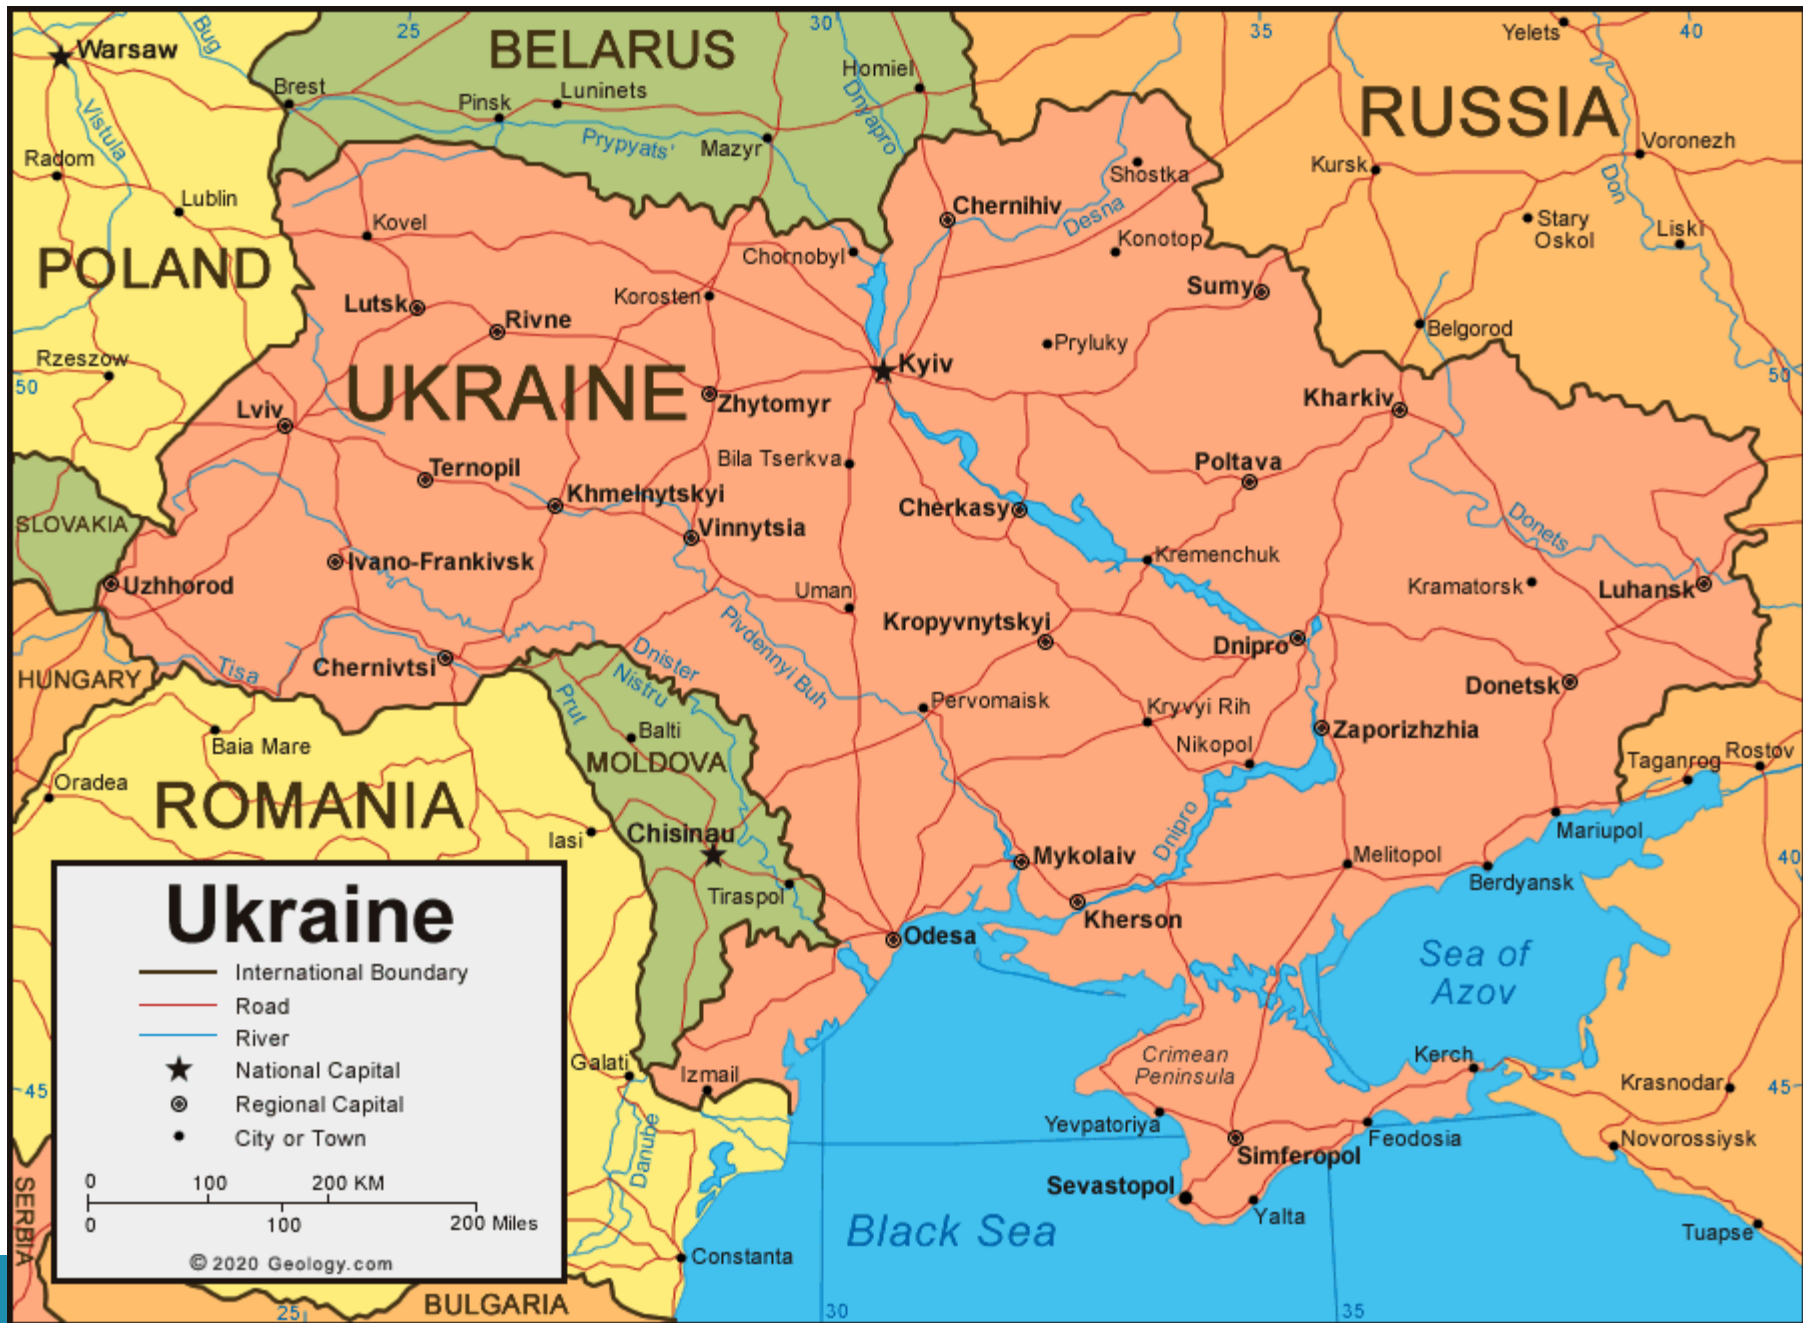 25
30
35
40
Bug
Warsaw
BELARUS
Yelets
Homiel
Brest
Pinsk
Luninets
RUSSIA
Dnyapro
Vistula
Prypyats'
Mazyr
Voronezh
Radom
Kursk
Shostka
Don
Lublin
Chernihiv
Desna
Stary
Oskol
Liski
Kovel
Konotop
POLAND
Chornobyl
Sumy
Lutsk
Korosten
Rivne
Belgorod
Pryluky
Rzeszow
50
Kyiv
50
UKRAINE
Zhytomyr
Kharkiv
Lviv
Bila Tserkva
Poltava
Ternopil
Khmelnytskyi
Cherkasy
SLOVAKIA
Vinnytsia
Donets
Kremenchuk
Ivano-Frankivsk
Uzhhorod
Uman
Kramatorsk
Luhansk
Kropyvnytskyi
Pivdennyi Buh
Dnister
Nistru
Dnipro
HUNGARY
Tisa
Chernivtsi
Donetsk
Prut
Pervomaisk
Kryvyi Rih
Balti
Zaporizhzhia
Baia Mare
Nikopol
MOLDOVA
Taganrog
Rostov
Oradea
ROMANIA
Iasi
Chisinau
Dnipro
Mariupol
Mykolaiv
Melitopol
40
Berdyansk
Tiraspol
Kherson
Odesa
Sea of
Azov
Crimean
Peninsula
Kerch
Galati
Izmail
Krasnodar
45
45
Yevpatoriya
Feodosia
Novorossiysk
Danube
Simferopol
Sevastopol
Yalta
Black Sea
Tuapse
SERBIA
Constanta
BULGARIA
25
30
35
Ukraine
International Boundary
Road
River
National Capital
Regional Capital
City or Town
0 100 200 KM
0 100 200 Miles
© 2020 Geology.com